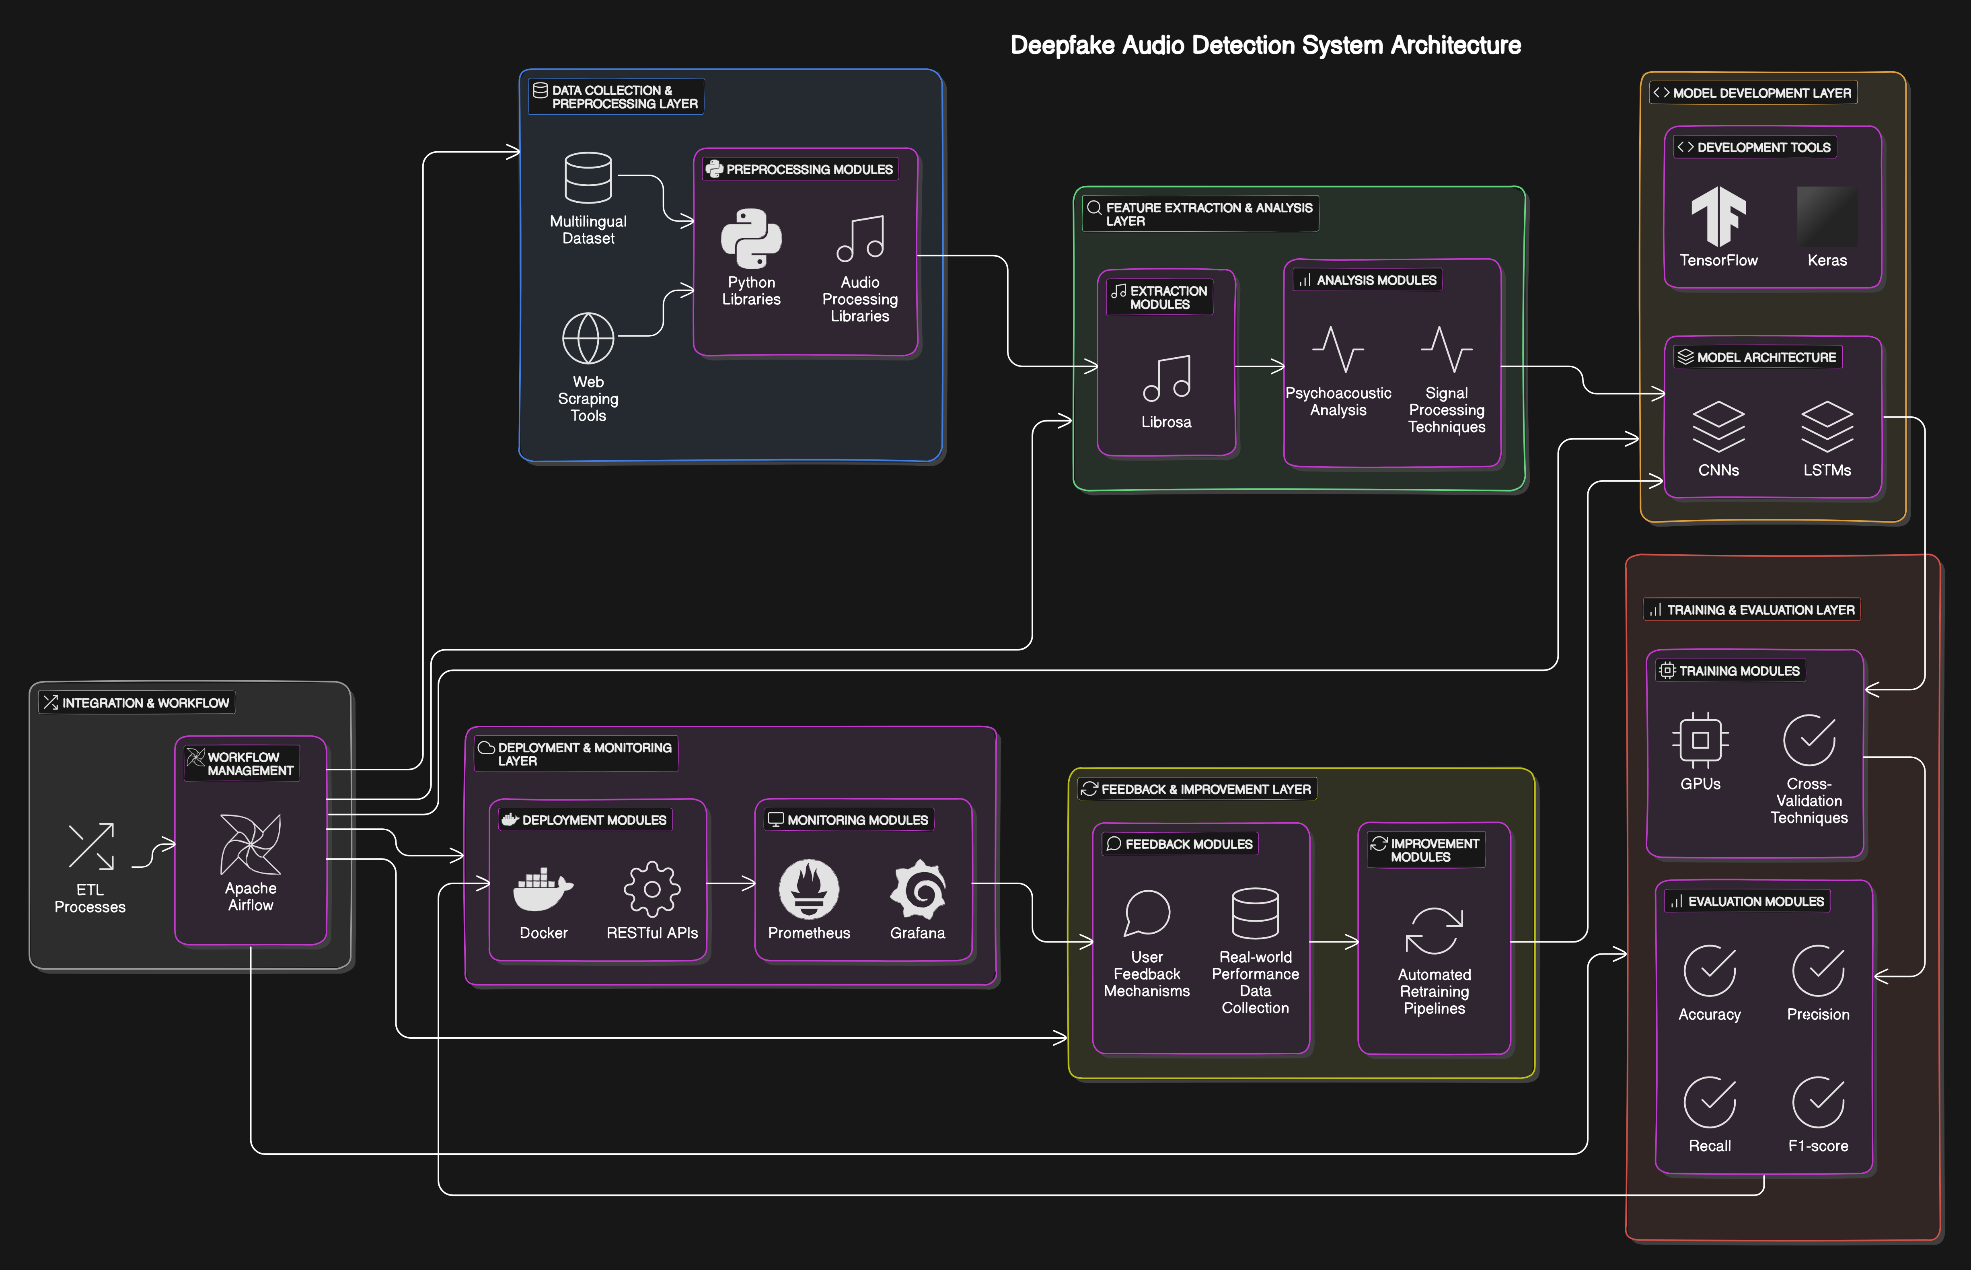 Deepfake Audio Detection System Architecture
DATA COLLECTION &
PREPROCESSING LAYER
Multilingual
Dataset
Web
Scraping
Tools
PREPROCESSING MODULES
Python
Libraries
Audio
Processing
Libraries
FEATURE EXTRACTION & ANALYSIS
LAYER
EXTRACTION
MODULES
Librosa
ANALYSIS MODULES
Psychoacoustic
Analysis
Signal
Processing
Techniques
MODEL DEVELOPMENT LAYER
DEVELOPMENT TOOLS
TensorFlow
Keras
MODEL ARCHITECTURE
CNNs
LSTMs
TRAINING & EVALUATION LAYER
TRAINING MODULES
GPUs
Cross-
Validation
Techniques
EVALUATION MODULES
Accuracy
Precision
Recall
F1-score
INTEGRATION & WORKFLOW
ETL
Processes
WORKFLOW
MANAGEMENT
Apache
Airflow
DEPLOYMENT & MONITORING
LAYER
DEPLOYMENT MODULES
Docker
RESTful APIs
MONITORING MODULES
Prometheus
Grafana
FEEDBACK & IMPROVEMENT LAYER
FEEDBACK MODULES
User
Feedback
Mechanisms
Real-world
Performance
Data
Collection
IMPROVEMENT
MODULES
Automated
Retraining
Pipelines